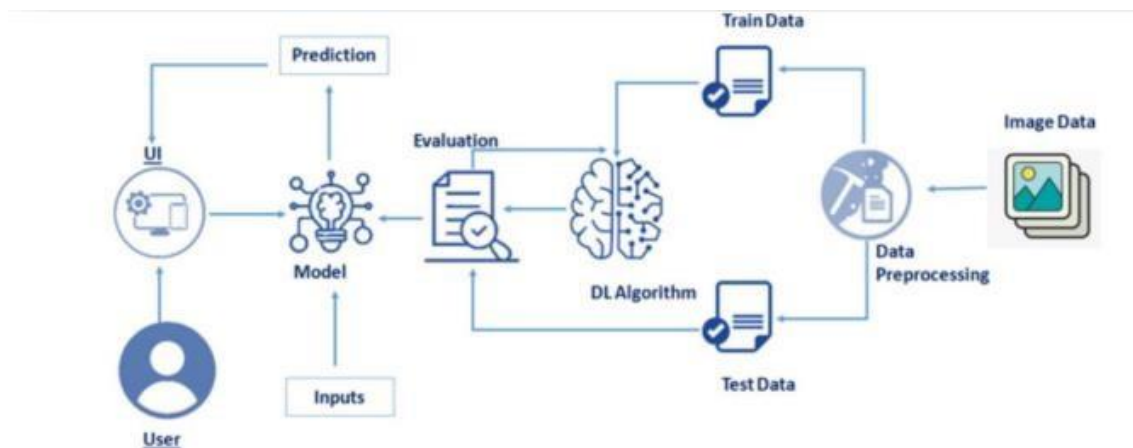 Train Data
Prediction
Image Data
Evaluation
UI
Data
Preprocessing
Model
DL Algorithm
Test Data
Inputs
User